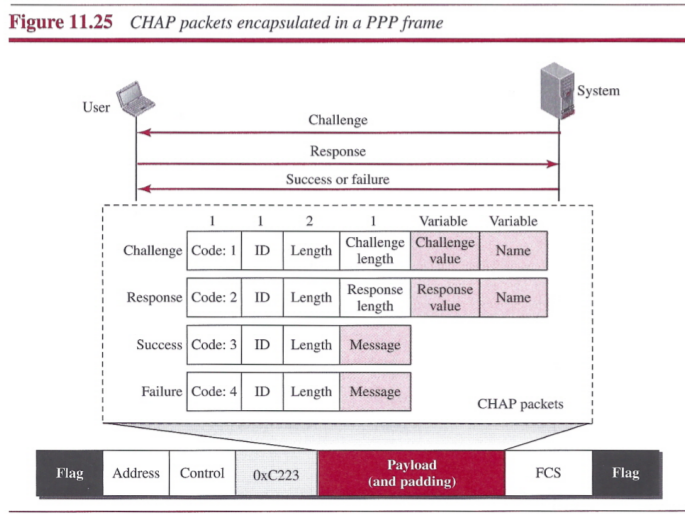 Figure 11.25 CHAP packets encapsulated in a PPP frame
User
System
Challenge
Response
Success or failure
1 1 2 1 Variable Variable
Challenge Code: 1 ID Length Challenge length Challenge value Name
Response Code: 2 ID Length Response length Response value Name
Success Code: 3 ID Length Message
Failure Code: 4 ID Length Message
CHAP packets
Flag Address Control 0xC223 Payload (and padding) FCS Flag